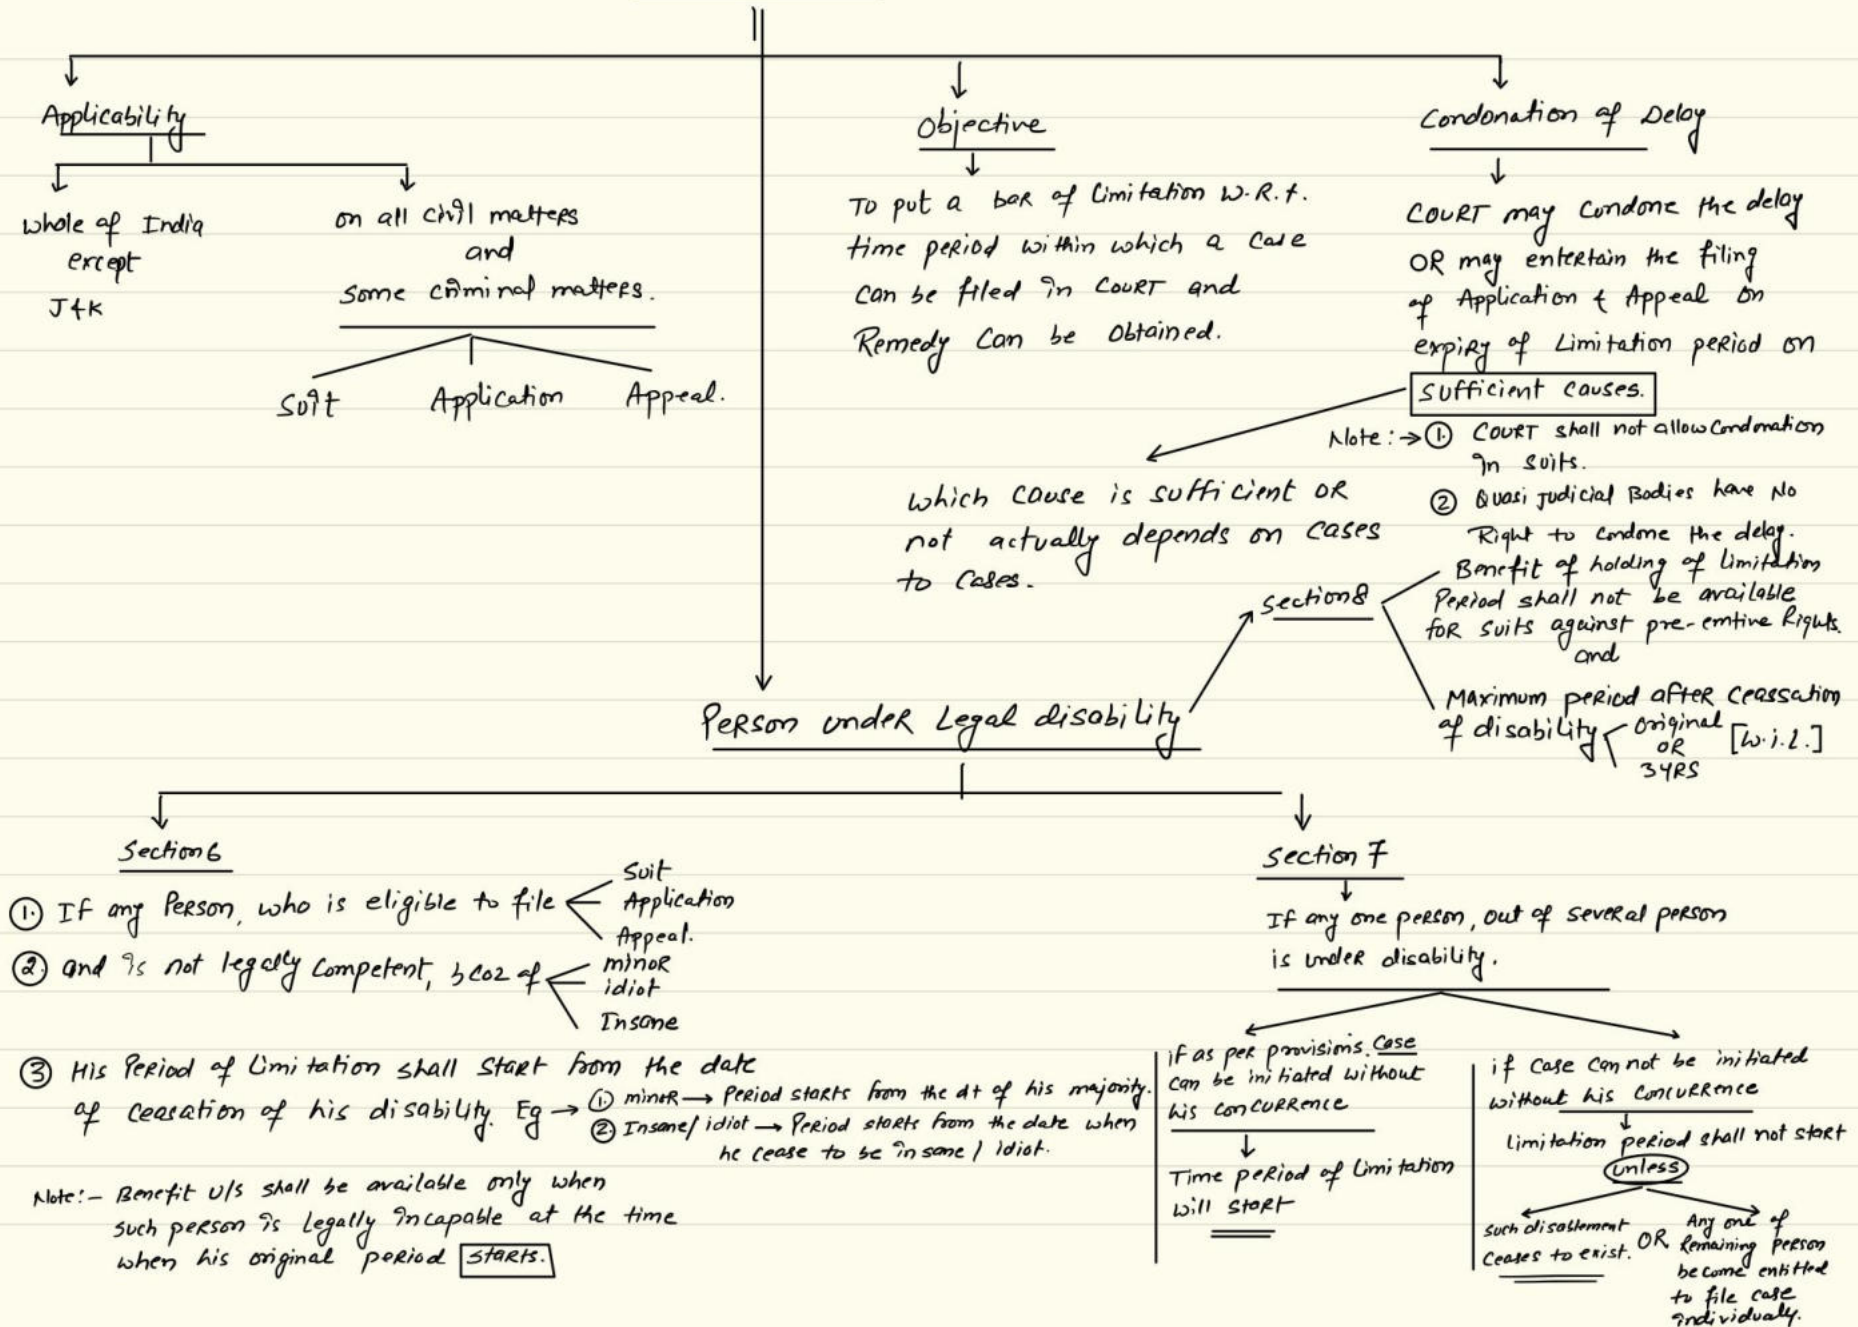 Applicability
whole of India
except
J&K
on all civil matters
and
some criminal matters.
Suit
Application
Appeal.
Objective
To put a bar of limitation W.R.t.
time period within which a case
can be filed in COURT and
Remedy Can be obtained.
Condonation of Delay
COURT may condone the delay
OR may entertain the filing
of Application & Appeal on
expiry of Limitation period on
sufficient causes.
Note:→ ① COURT shall not allow condonation
in suits.
② Quasi judicial Bodies have No
Right to condone the delay.
which cause is sufficient OR
not actually depends on cases
to cases.
Person under Legal disability
section 8
Benefit of holding of limitation
Period shall not be available
for suits against pre-emtive Rights.
and
Maximum period after ceassation
of disability
original
OR
3YRS
[w.i.l.]
Section 6
① If any Person, who is eligible to file
Suit
Application
Appeal.
② and is not legally competent, bcoz of
minor
idiot
Insane
③ His Period of limitation shall start from the date
of ceasation of his disability. Eg →
① minor → Period starts from the dt of his majority.
② Insane/idiot → Period starts from the date when
he cease to be insane / idiot.
Note:- Benefit u/s shall be available only when
such person is legally incapable at the time
when his original period starts.
section 7
If any one person, out of several person
is under disability.
if as per provisions. Case
can be initiated without
his concurrence
Time period of limitation
will start
if case can not be initiated
without his concurrence
limitation period shall not start
unless
such disablement
ceases to exist.
OR
Any one of
Remaining person
become entitled
to file case
individualy.